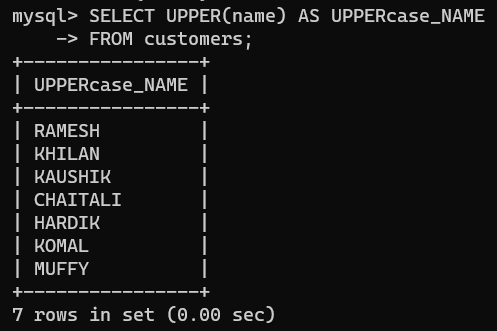 mysql> SELECT UPPER(name) AS UPPERcase_NAME
    -> FROM customers;
+----------------+
| UPPERcase_NAME |
+----------------+
| RAMESH         |
| KHILAN         |
| KAUSHIK        |
| CHAITALI       |
| HARDIK         |
| KOMAL          |
| MUFFY          |
+----------------+
7 rows in set (0.00 sec)